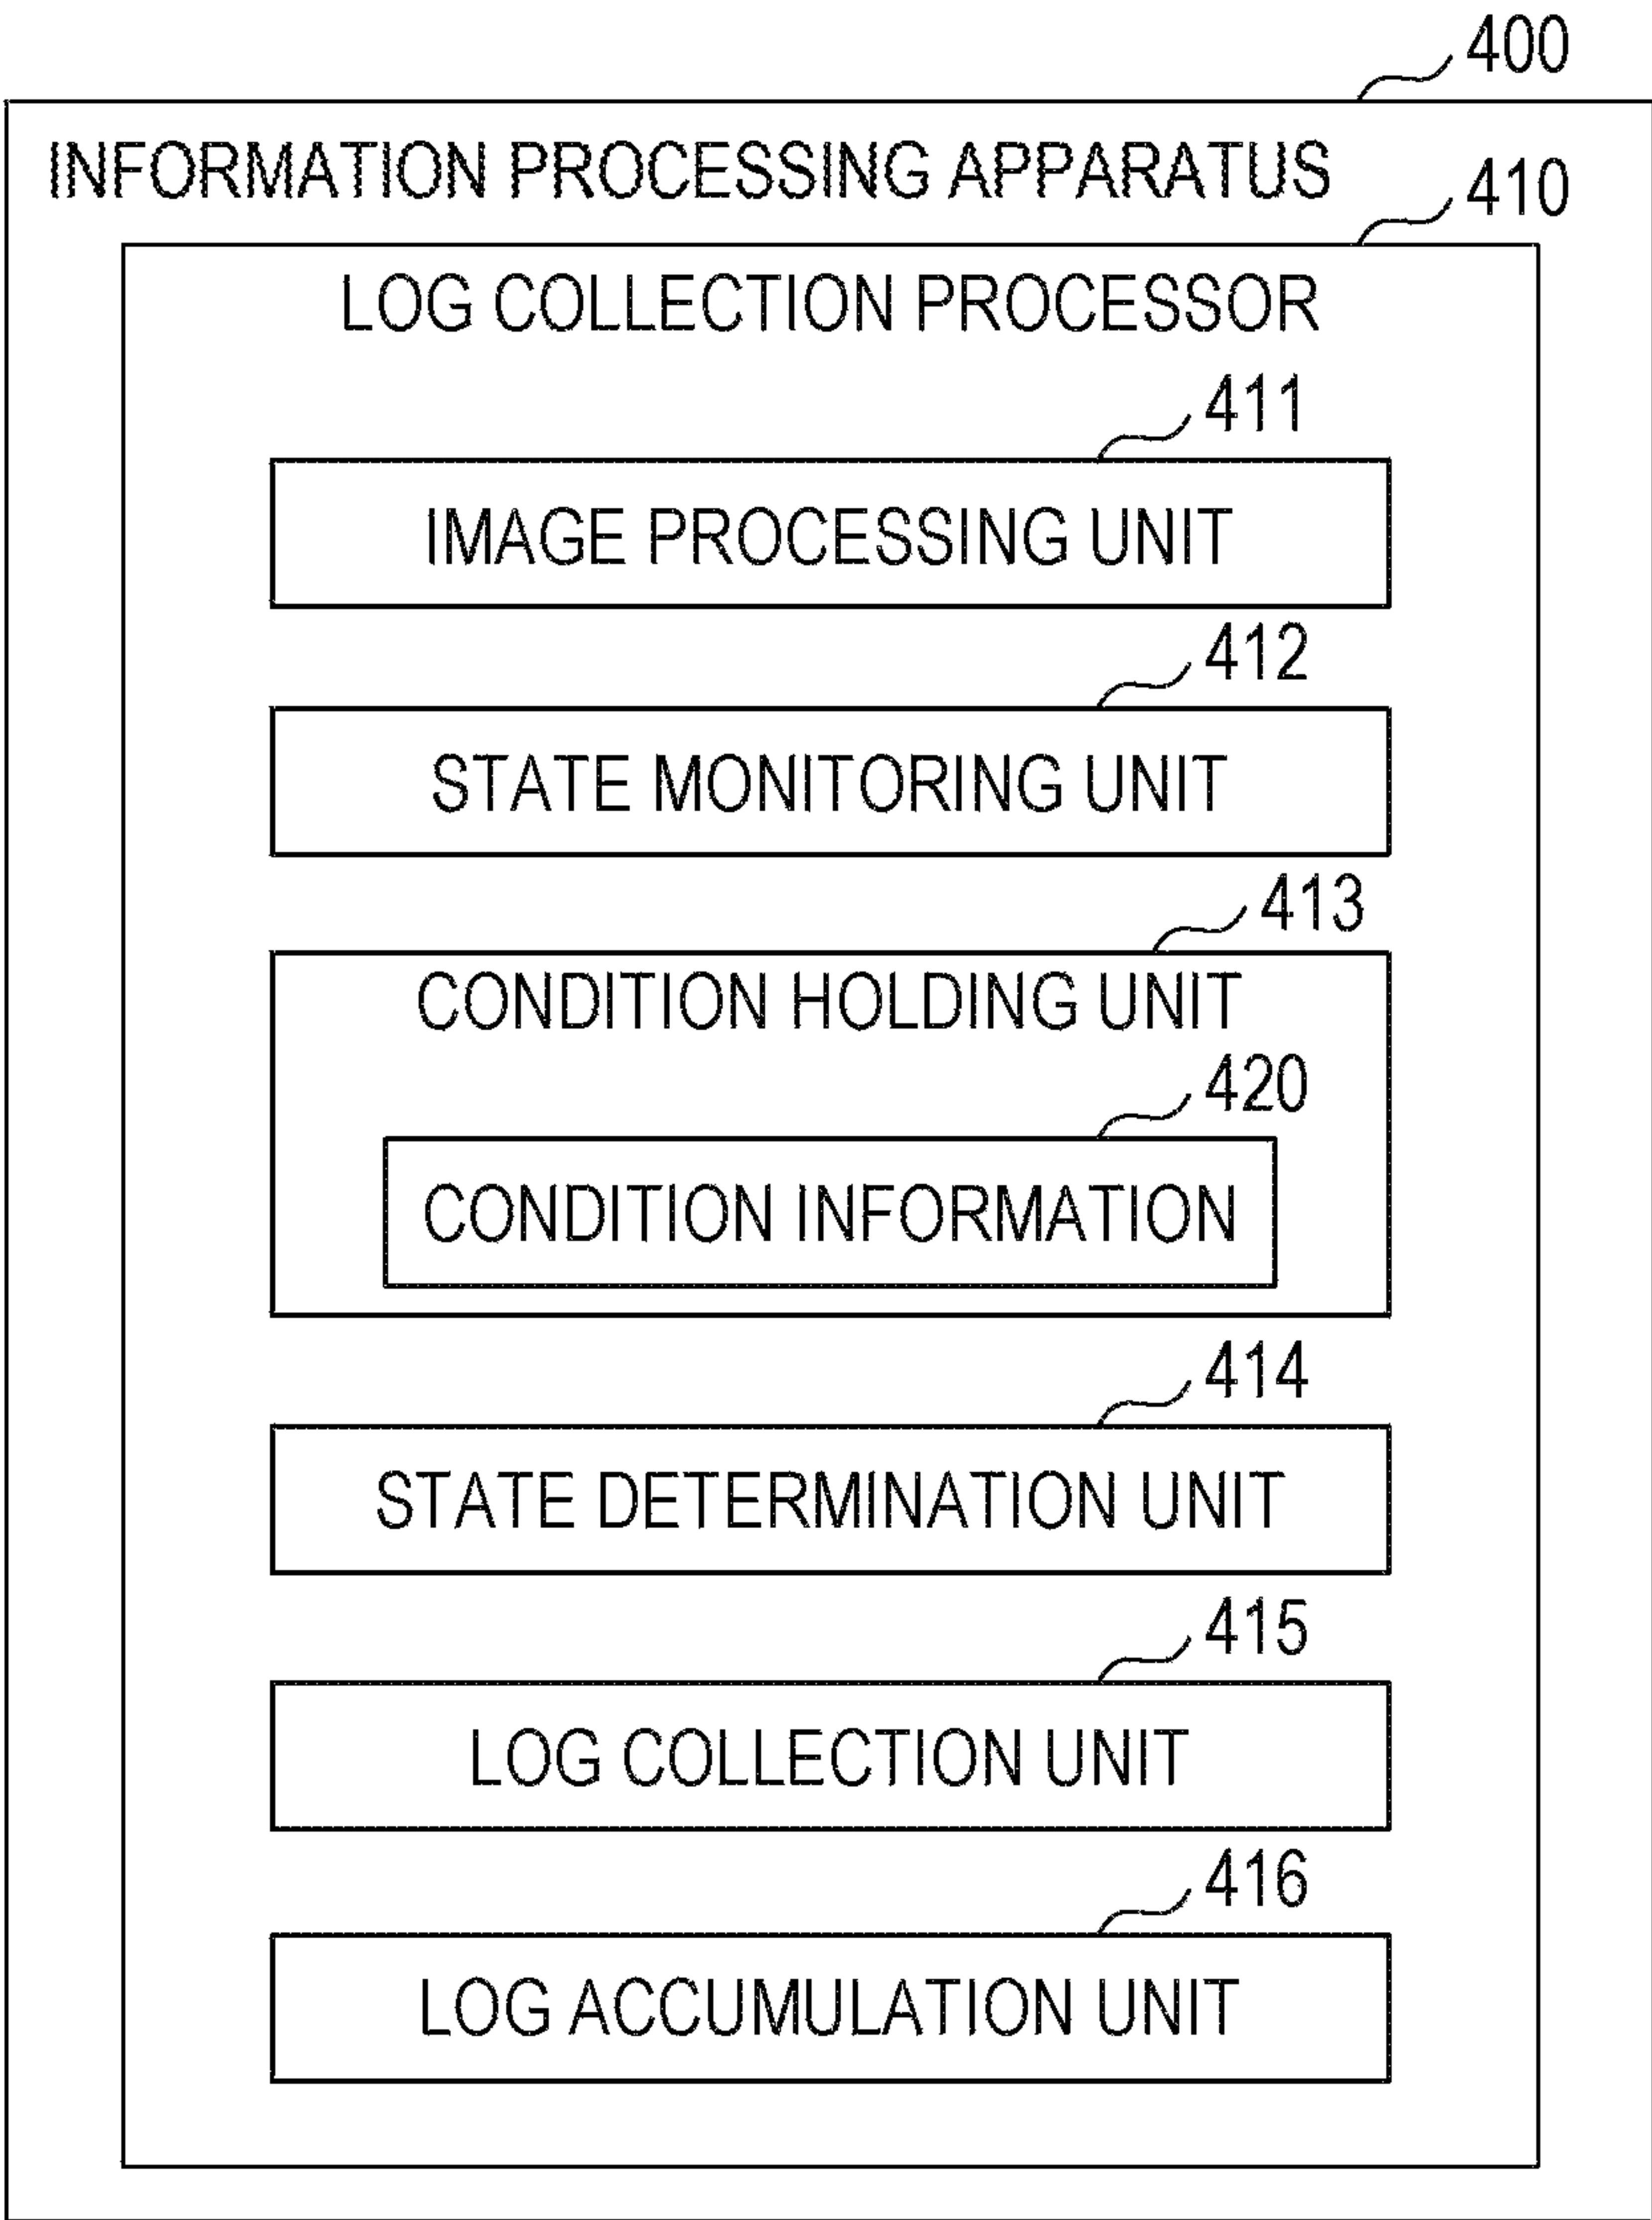 400
INFORMATION PROCESSING APPARATUS
410
LOG COLLECTION PROCESSOR
411
IMAGE PROCESSING UNIT
412
STATE MONITORING UNIT
413
CONDITION HOLDING UNIT
420
CONDITION INFORMATION
414
STATE DETERMINATION UNIT
415
LOG COLLECTION UNIT
416
LOG ACCUMULATION UNIT